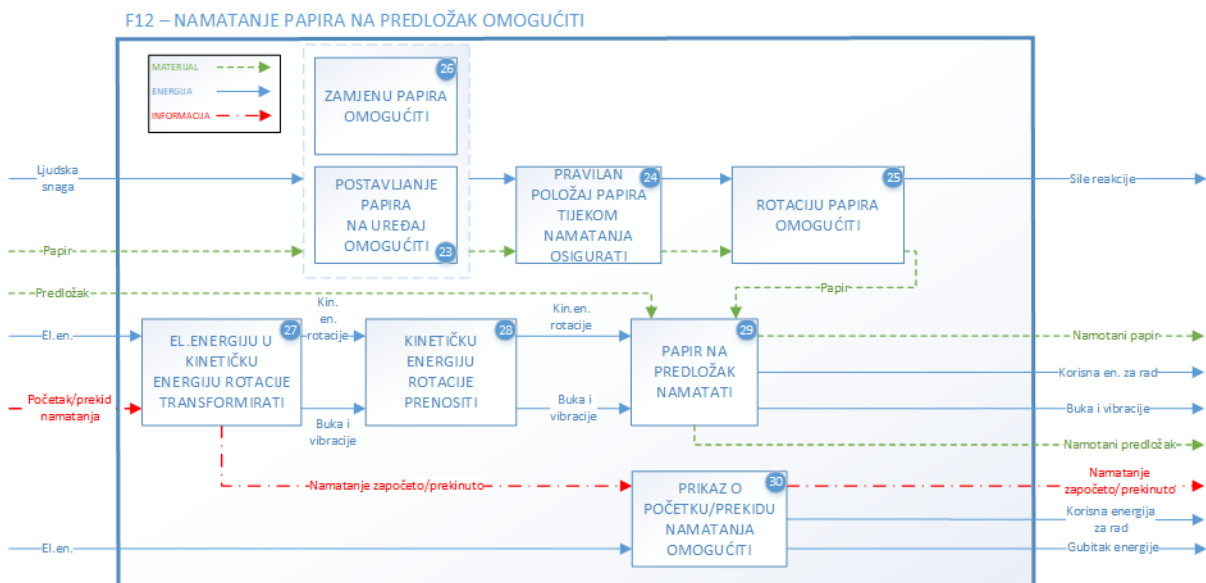 F12 – NAMATANJE PAPIRA NA PREDLOŽAK OMOGUĆITI
MATERIJAL
ENERGIJA
INFORMACIJA
26
ZAMJENU PAPIRA
OMOGUĆITI
Ljudska
snaga
POSTAVLJANJE
PAPIRA
NA UREĐAJ
OMOGUĆITI
23
PRAVILAN
POLOŽAJ PAPIRA
TIJEKOM
NAMATANJA
OSIGURATI
24
ROTACIJU PAPIRA
OMOGUĆITI
25
Sile reakcije
Papir
Papir
Predložak
El.en.
EL.ENERGIJU U
KINETIČKU
ENERGIJU ROTACIJE
TRANSFORMIRATI
27
Kin.
en.
rotacije
KINETIČKU
ENERGIJU
ROTACIJE
PRENOSITI
28
Kin.en.
rotacije
PAPIR NA
PREDLOŽAK
NAMATATI
29
Namotani papir
Korisna en. za rad
Početak/prekid
namatanja
Buka i
vibracije
Buka i
vibracije
Buka i vibracije
Namotani predložak
Namatanje započeto/prekinuto
PRIKAZ O
POČETKU/PREKIDU
NAMATANJA
OMOGUĆITI
30
Namatanje
započeto/prekinuto
Korisna energija
za rad
El.en.
Gubitak energije